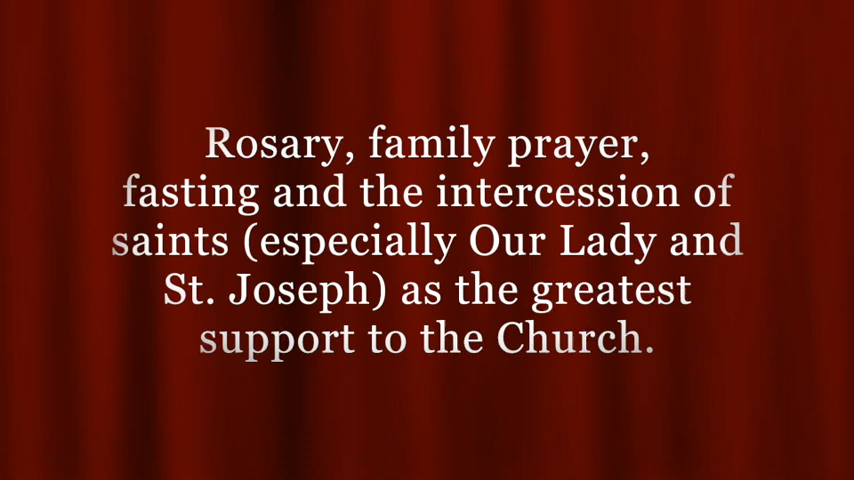 Rosary, family prayer,
fasting and the intercession of
saints (especially Our Lady and
St. Joseph) as the greatest
support to the Church.